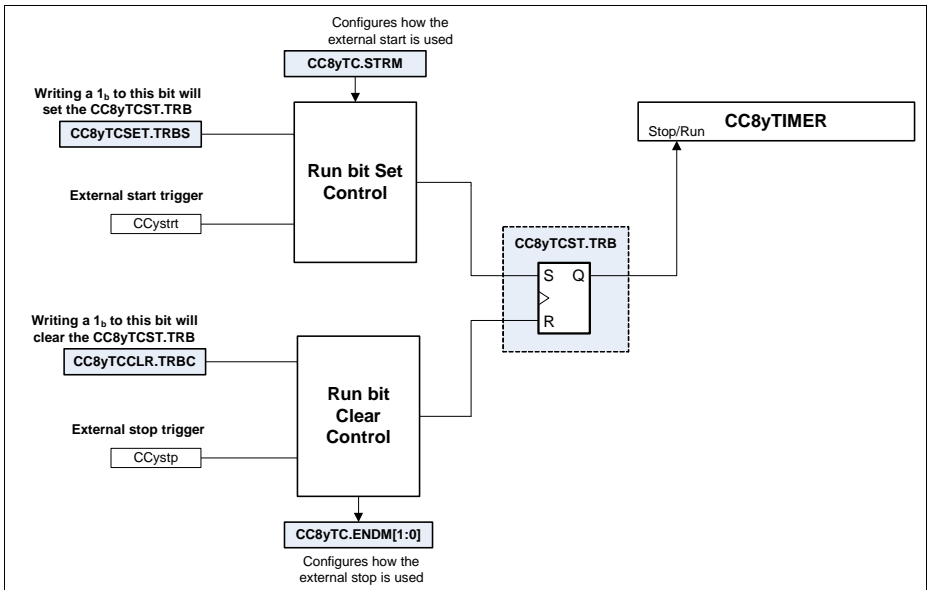 Configures how the
external start is used
CC8yTC.STRM
Writing a 1b to this bit will
set the CC8yTCST.TRB
CC8yTCSET.TRBS
External start trigger
CCystrt
Run bit Set
Control
CC8yTIMER
Stop/Run
CC8yTCST.TRB
S Q
R
Writing a 1b to this bit will
clear the CC8yTCST.TRB
CC8yTCCLR.TRBC
External stop trigger
CCystp
Run bit
Clear
Control
CC8yTC.ENDM[1:0]
Configures how the
external stop is used